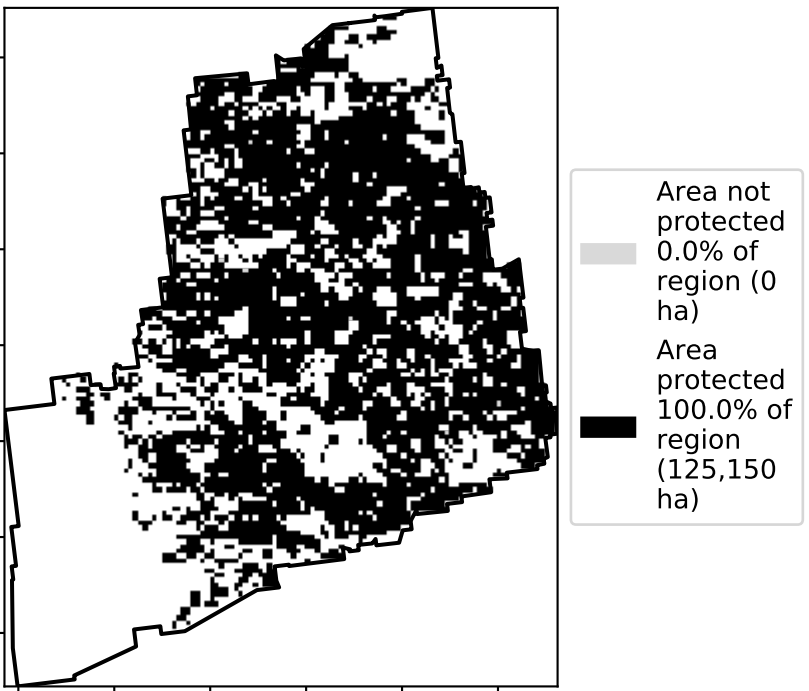 Area not
protected
0.0% of
region (0
ha)
Area
protected
100.0% of
region
(125,150
ha)